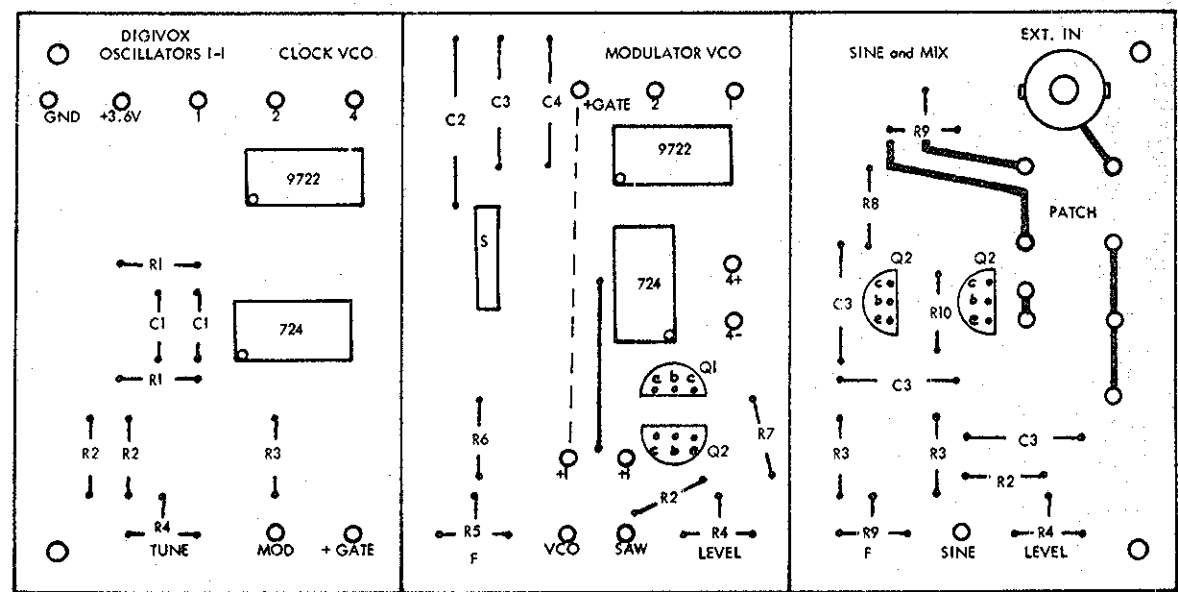 DIGIVOX
OSCILLATORS I-I
CLOCK VCO
GND
+3.6V
1
2
4
9722
R1
C1
C1
724
R1
R2
R2
R3
R4
TUNE
MOD
+ GATE
MODULATOR VCO
C2
C3
C4
+GATE
2
1
9722
S
724
4+
4-
Q1
e b c
R6
e b c
Q2
R7
+I
+H
R2
R5
F
VCO
SAW
R4
LEVEL
SINE and MIX
EXT. IN
R9
R8
PATCH
Q2
Q2
c
b
e
c
b
e
C3
R10
C3
R3
R3
C3
R2
R9
F
SINE
R4
LEVEL